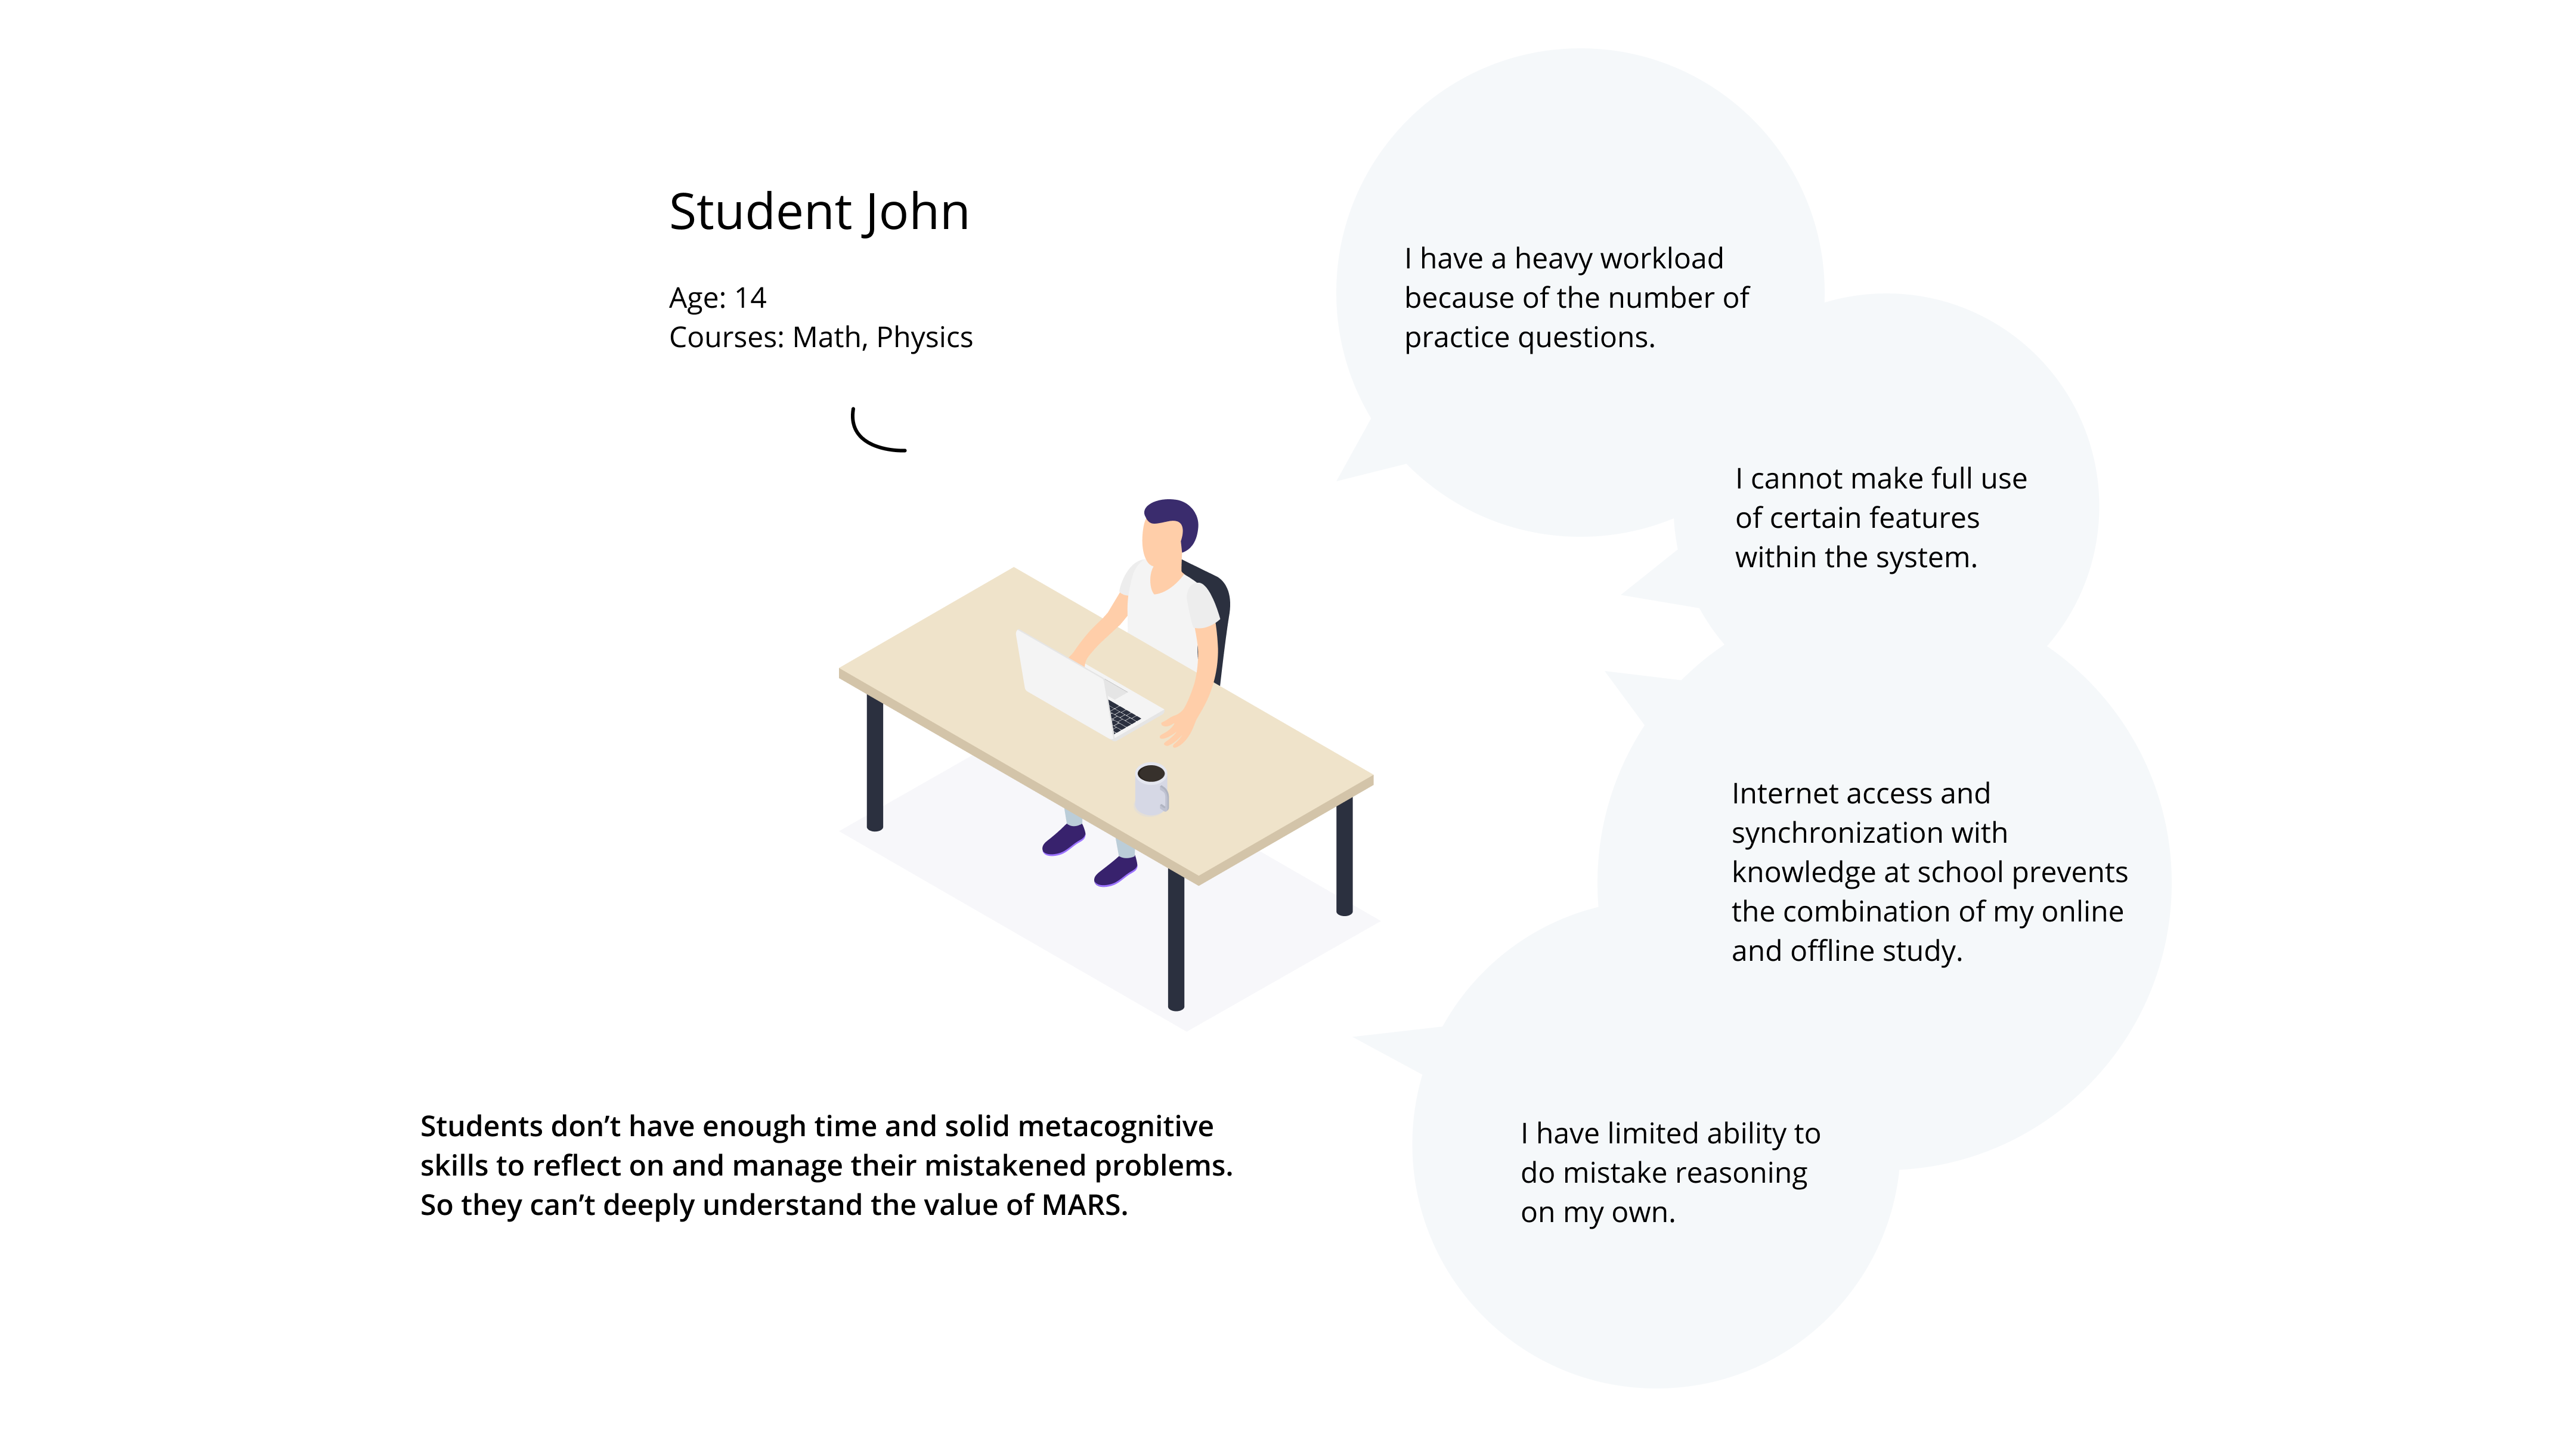 Student John
Age: 14
Courses: Math, Physics
I have a heavy workload
because of the number of
practice questions.
I cannot make full use
of certain features
within the system.
Internet access and
synchronization with
knowledge at school prevents
the combination of my online
and offline study.
I have limited ability to
do mistake reasoning
on my own.
Students don’t have enough time and solid metacognitive
skills to reflect on and manage their mistakened problems.
So they can’t deeply understand the value of MARS.